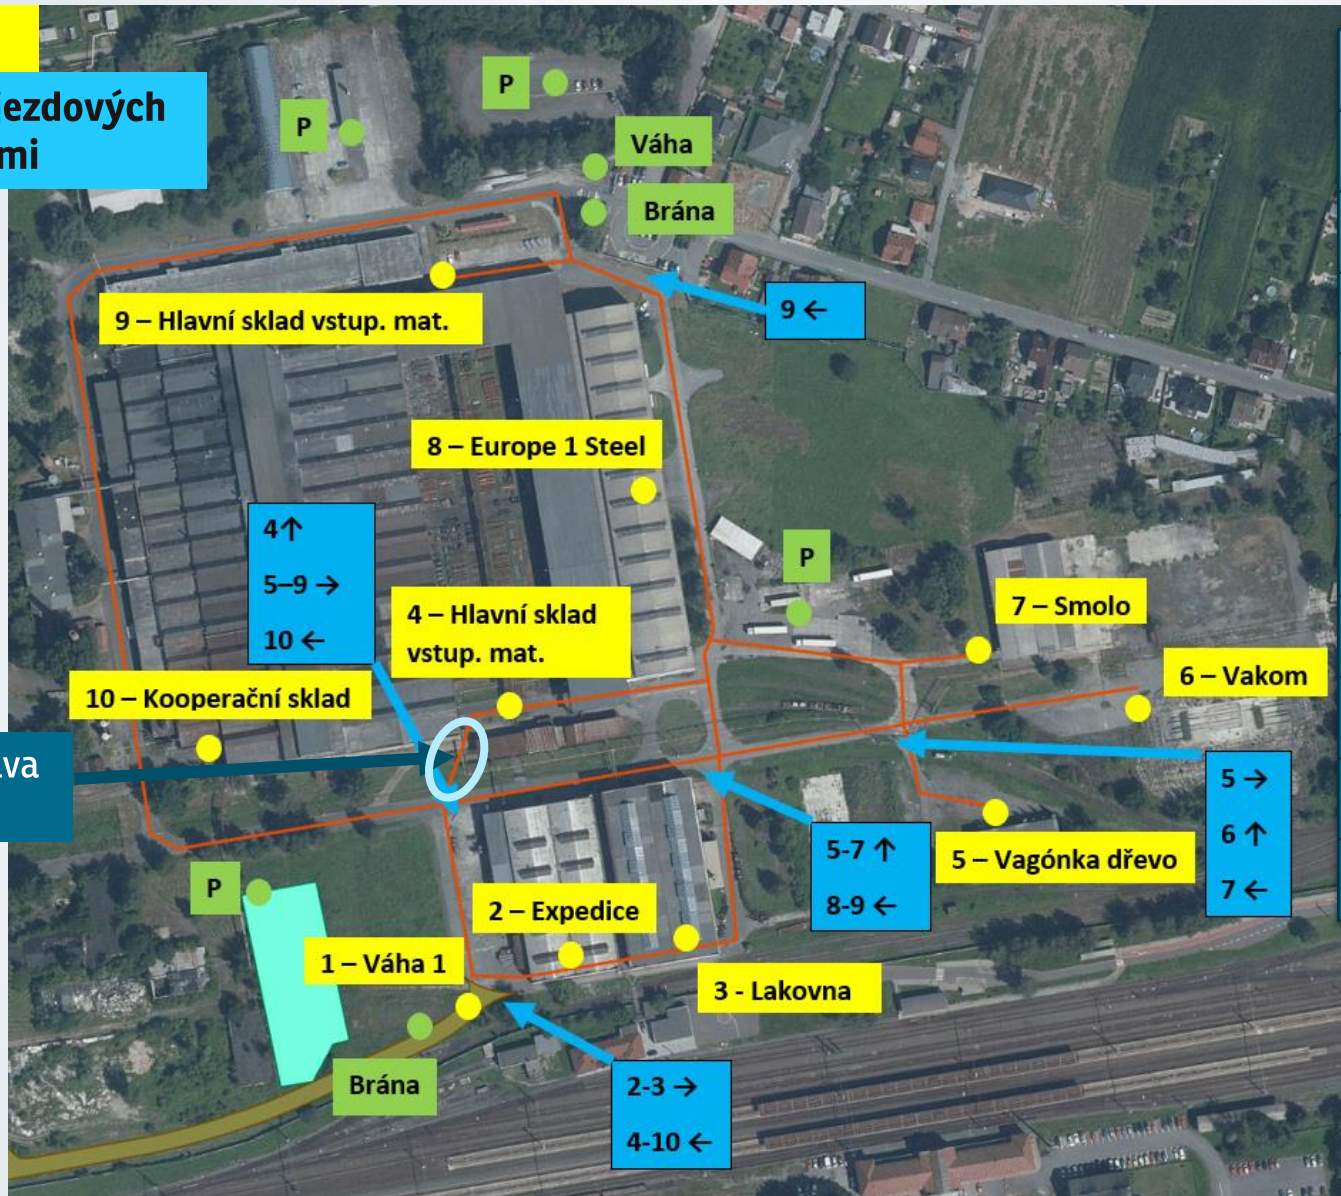 jezdových
mi
P
P
Váha
Brána
9 – Hlavní sklad vstup. mat.
9 ←
8 – Europe 1 Steel
4↑
5–9 →
10 ←
4 – Hlavní sklad
vstup. mat.
P
7 – Smolo
6 – Vakom
10 – Kooperační sklad
va
5 →
6 ↑
7 ←
5-7 ↑
8-9 ←
5 – Vagónka dřevo
P
2 – Expedice
1 – Váha 1
3 - Lakovna
Brána
2-3 →
4-10 ←